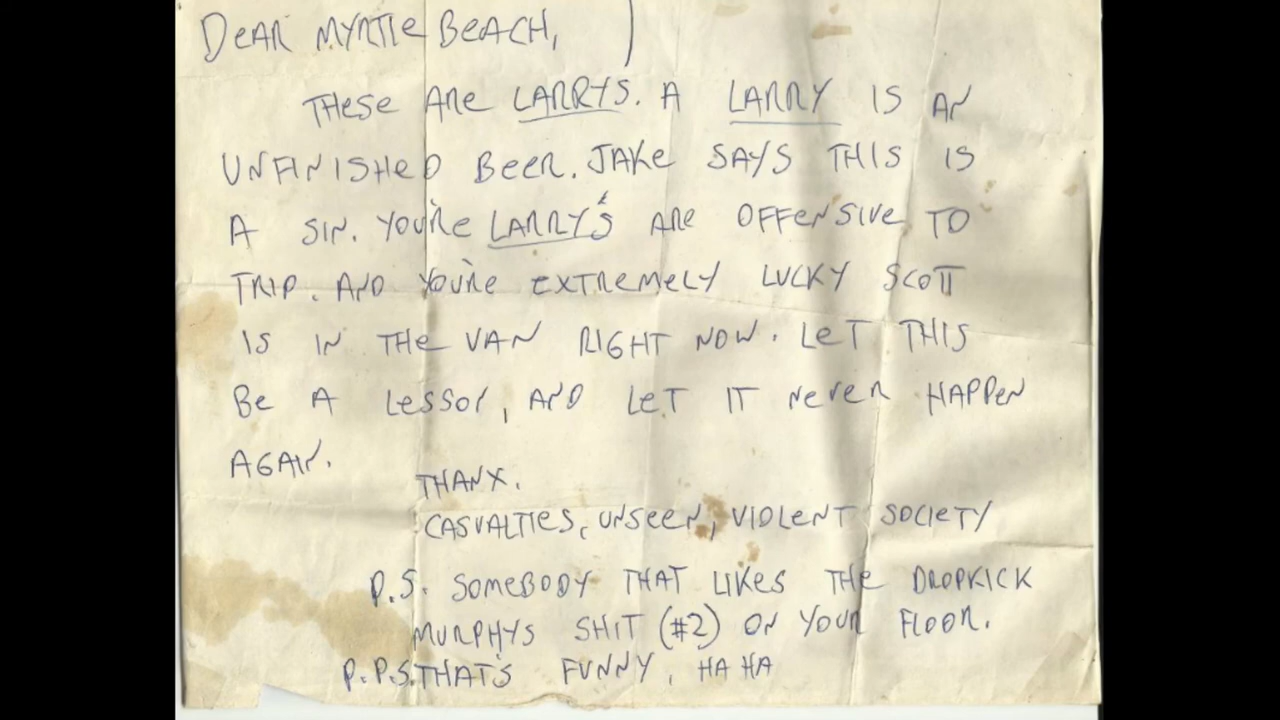 DEAR MYRTLE BEACH,
THESE ARE LARRYS. A LARRY IS AN
UNFINISHED BEER. JAKE SAYS THIS IS
A SIN. YOU'RE LARRY'S ARE OFFENSIVE TO
TRIP. AND YOU'RE EXTREMELY LUCKY SCOTT
IS IN THE VAN RIGHT NOW. LET THIS
BE A LESSON, AND LET IT NEVER HAPPEN
AGAIN.
THANX.
CASUALTIES, UNSEEN, VIOLENT SOCIETY
P.S. SOMEBODY THAT LIKES THE DROPKICK
MURPHYS SHIT (#2) ON YOUR FLOOR.
P.P.S. THAT'S FUNNY, HA HA